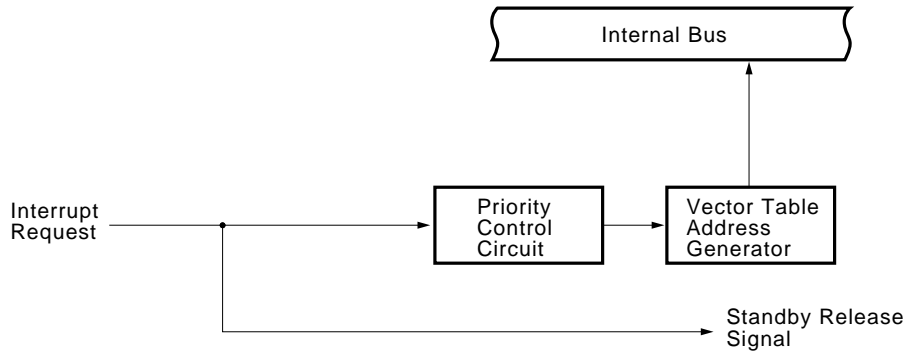 Internal Bus
Interrupt
Request
Priority
Control
Circuit
Vector Table
Address
Generator
Standby Release
Signal